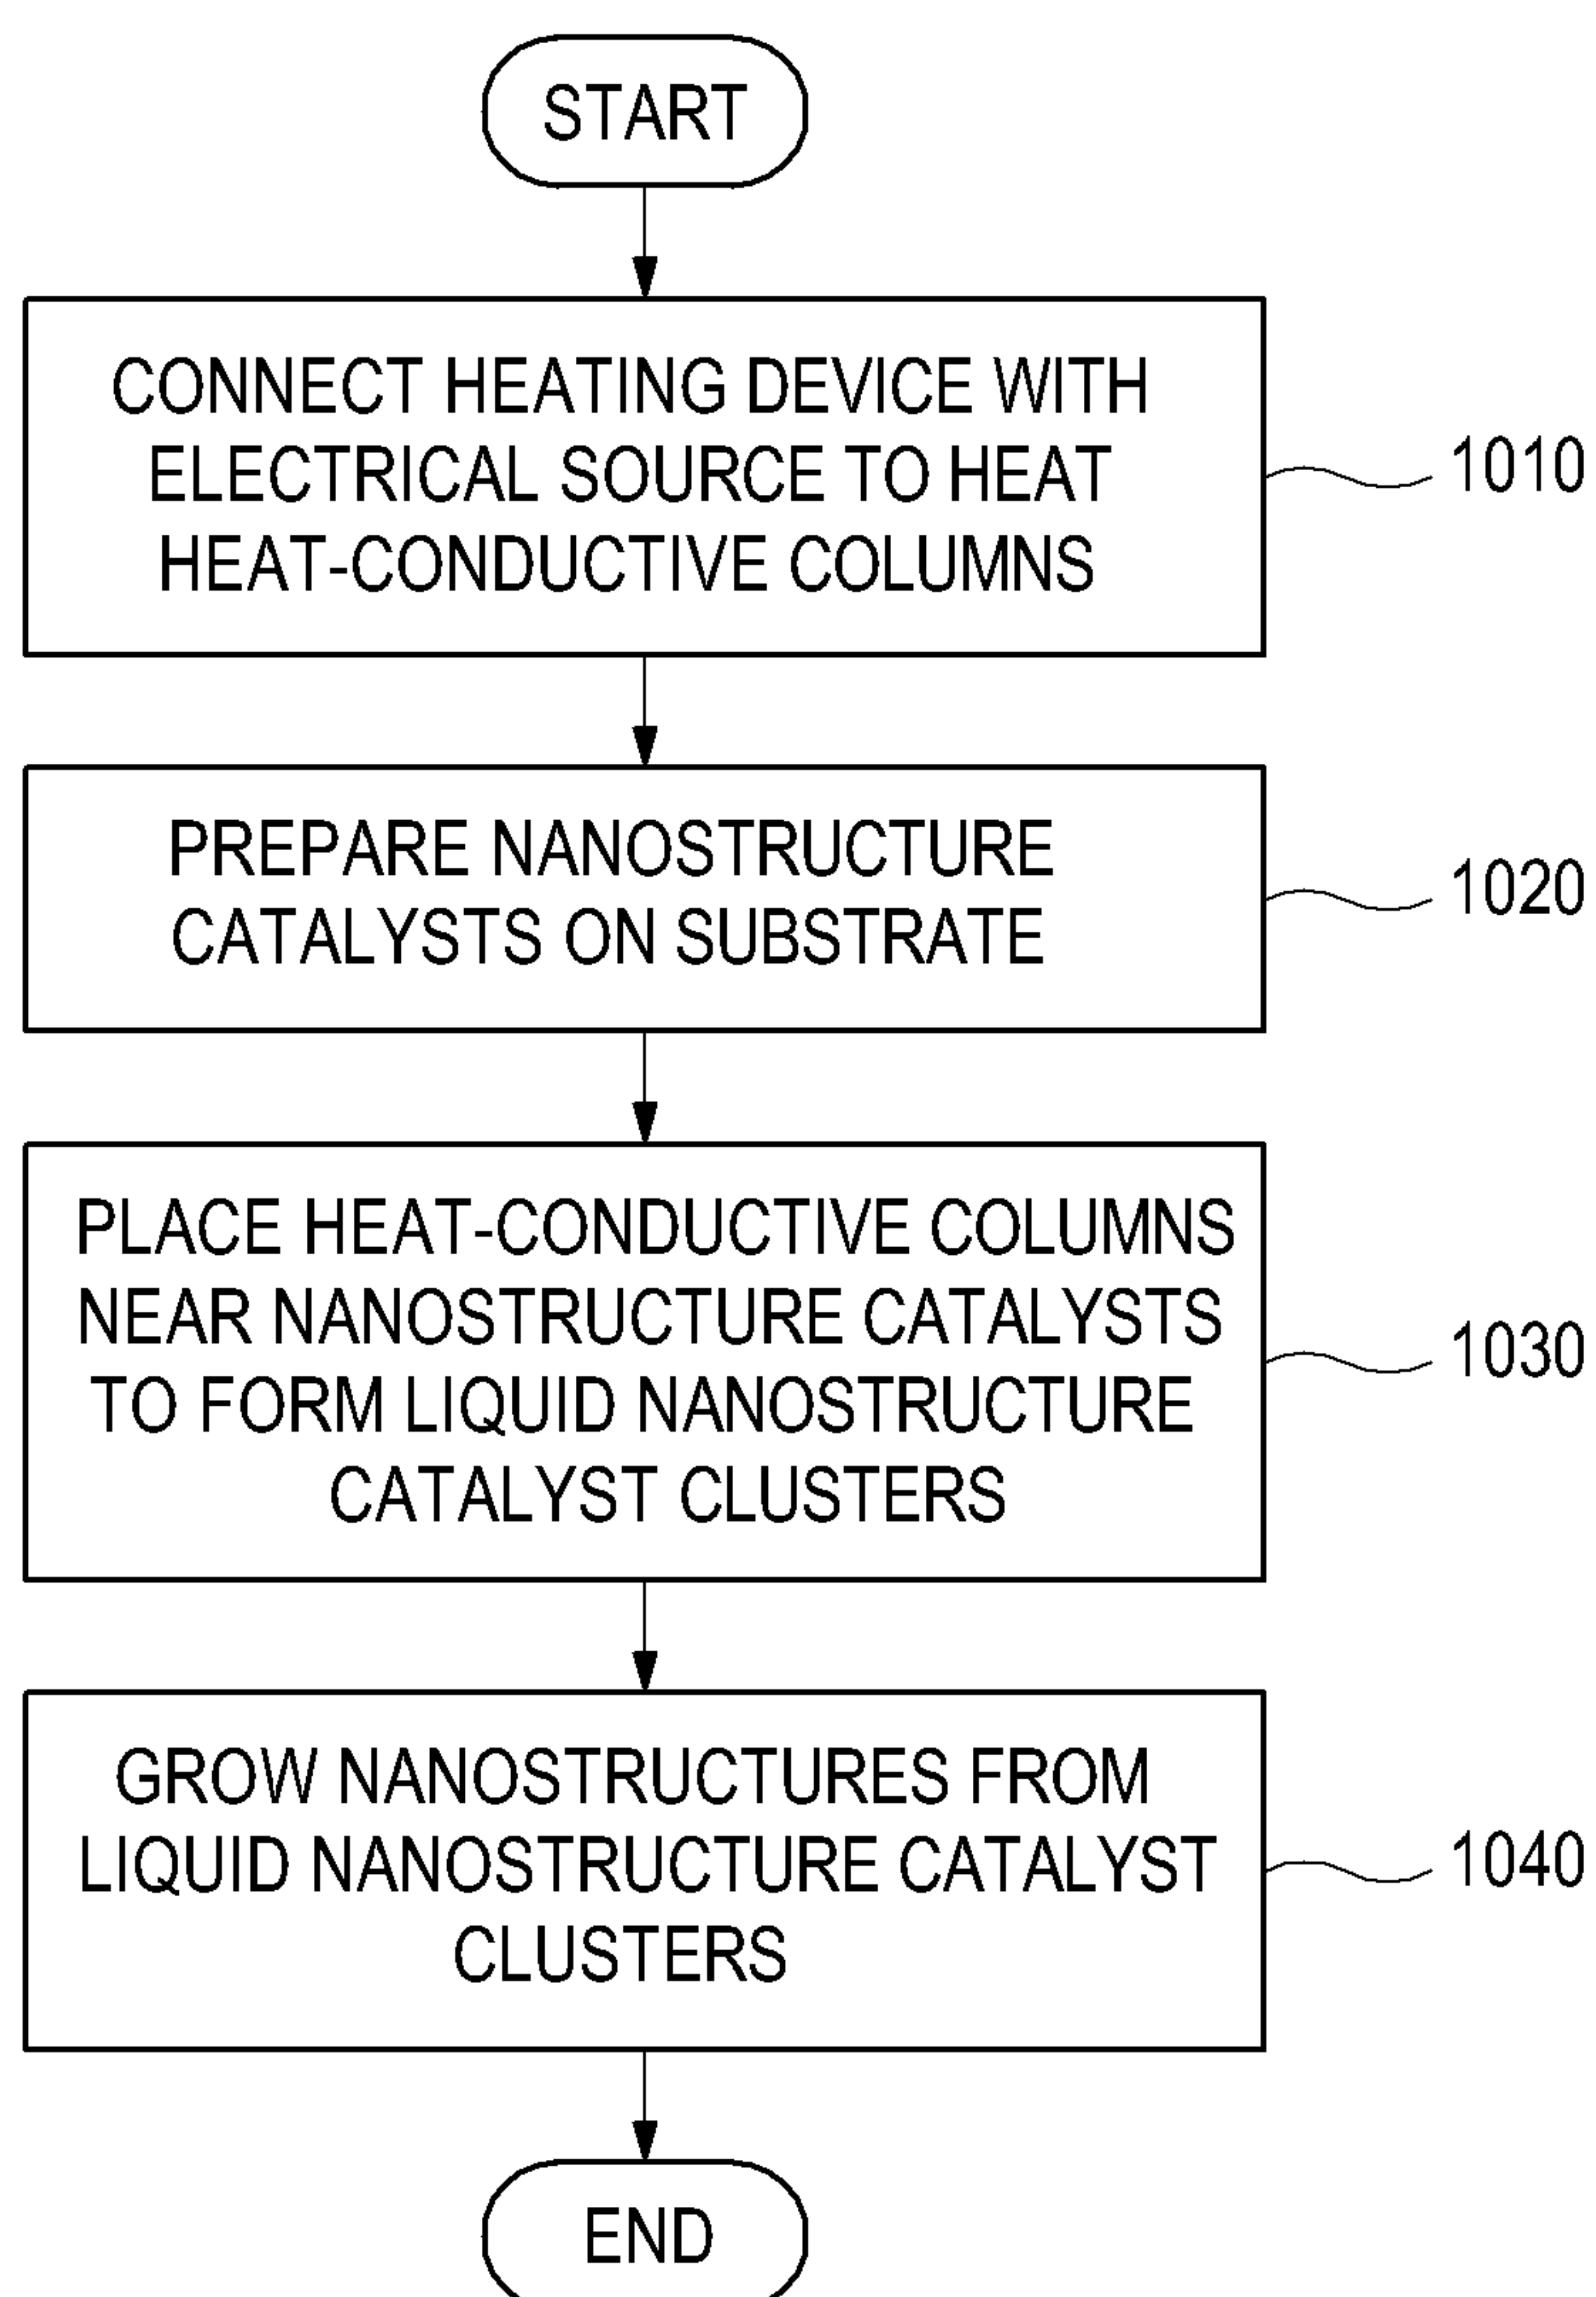 START
CONNECT HEATING DEVICE WITH
ELECTRICAL SOURCE TO HEAT
HEAT-CONDUCTIVE COLUMNS
1010
PREPARE NANOSTRUCTURE
CATALYSTS ON SUBSTRATE
1020
PLACE HEAT-CONDUCTIVE COLUMNS
NEAR NANOSTRUCTURE CATALYSTS
TO FORM LIQUID NANOSTRUCTURE
CATALYST CLUSTERS
1030
GROW NANOSTRUCTURES FROM
LIQUID NANOSTRUCTURE CATALYST
CLUSTERS
1040
END